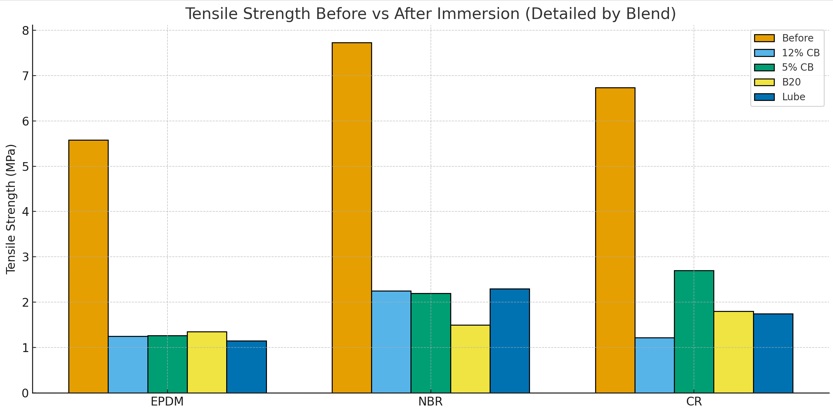 Tensile Strength Before vs After Immersion (Detailed by Blend)
Tensile Strength (MPa)
8
7
6
5
4
3
2
1
0
EPDM
NBR
CR
Before
12% CB
5% CB
B20
Lube